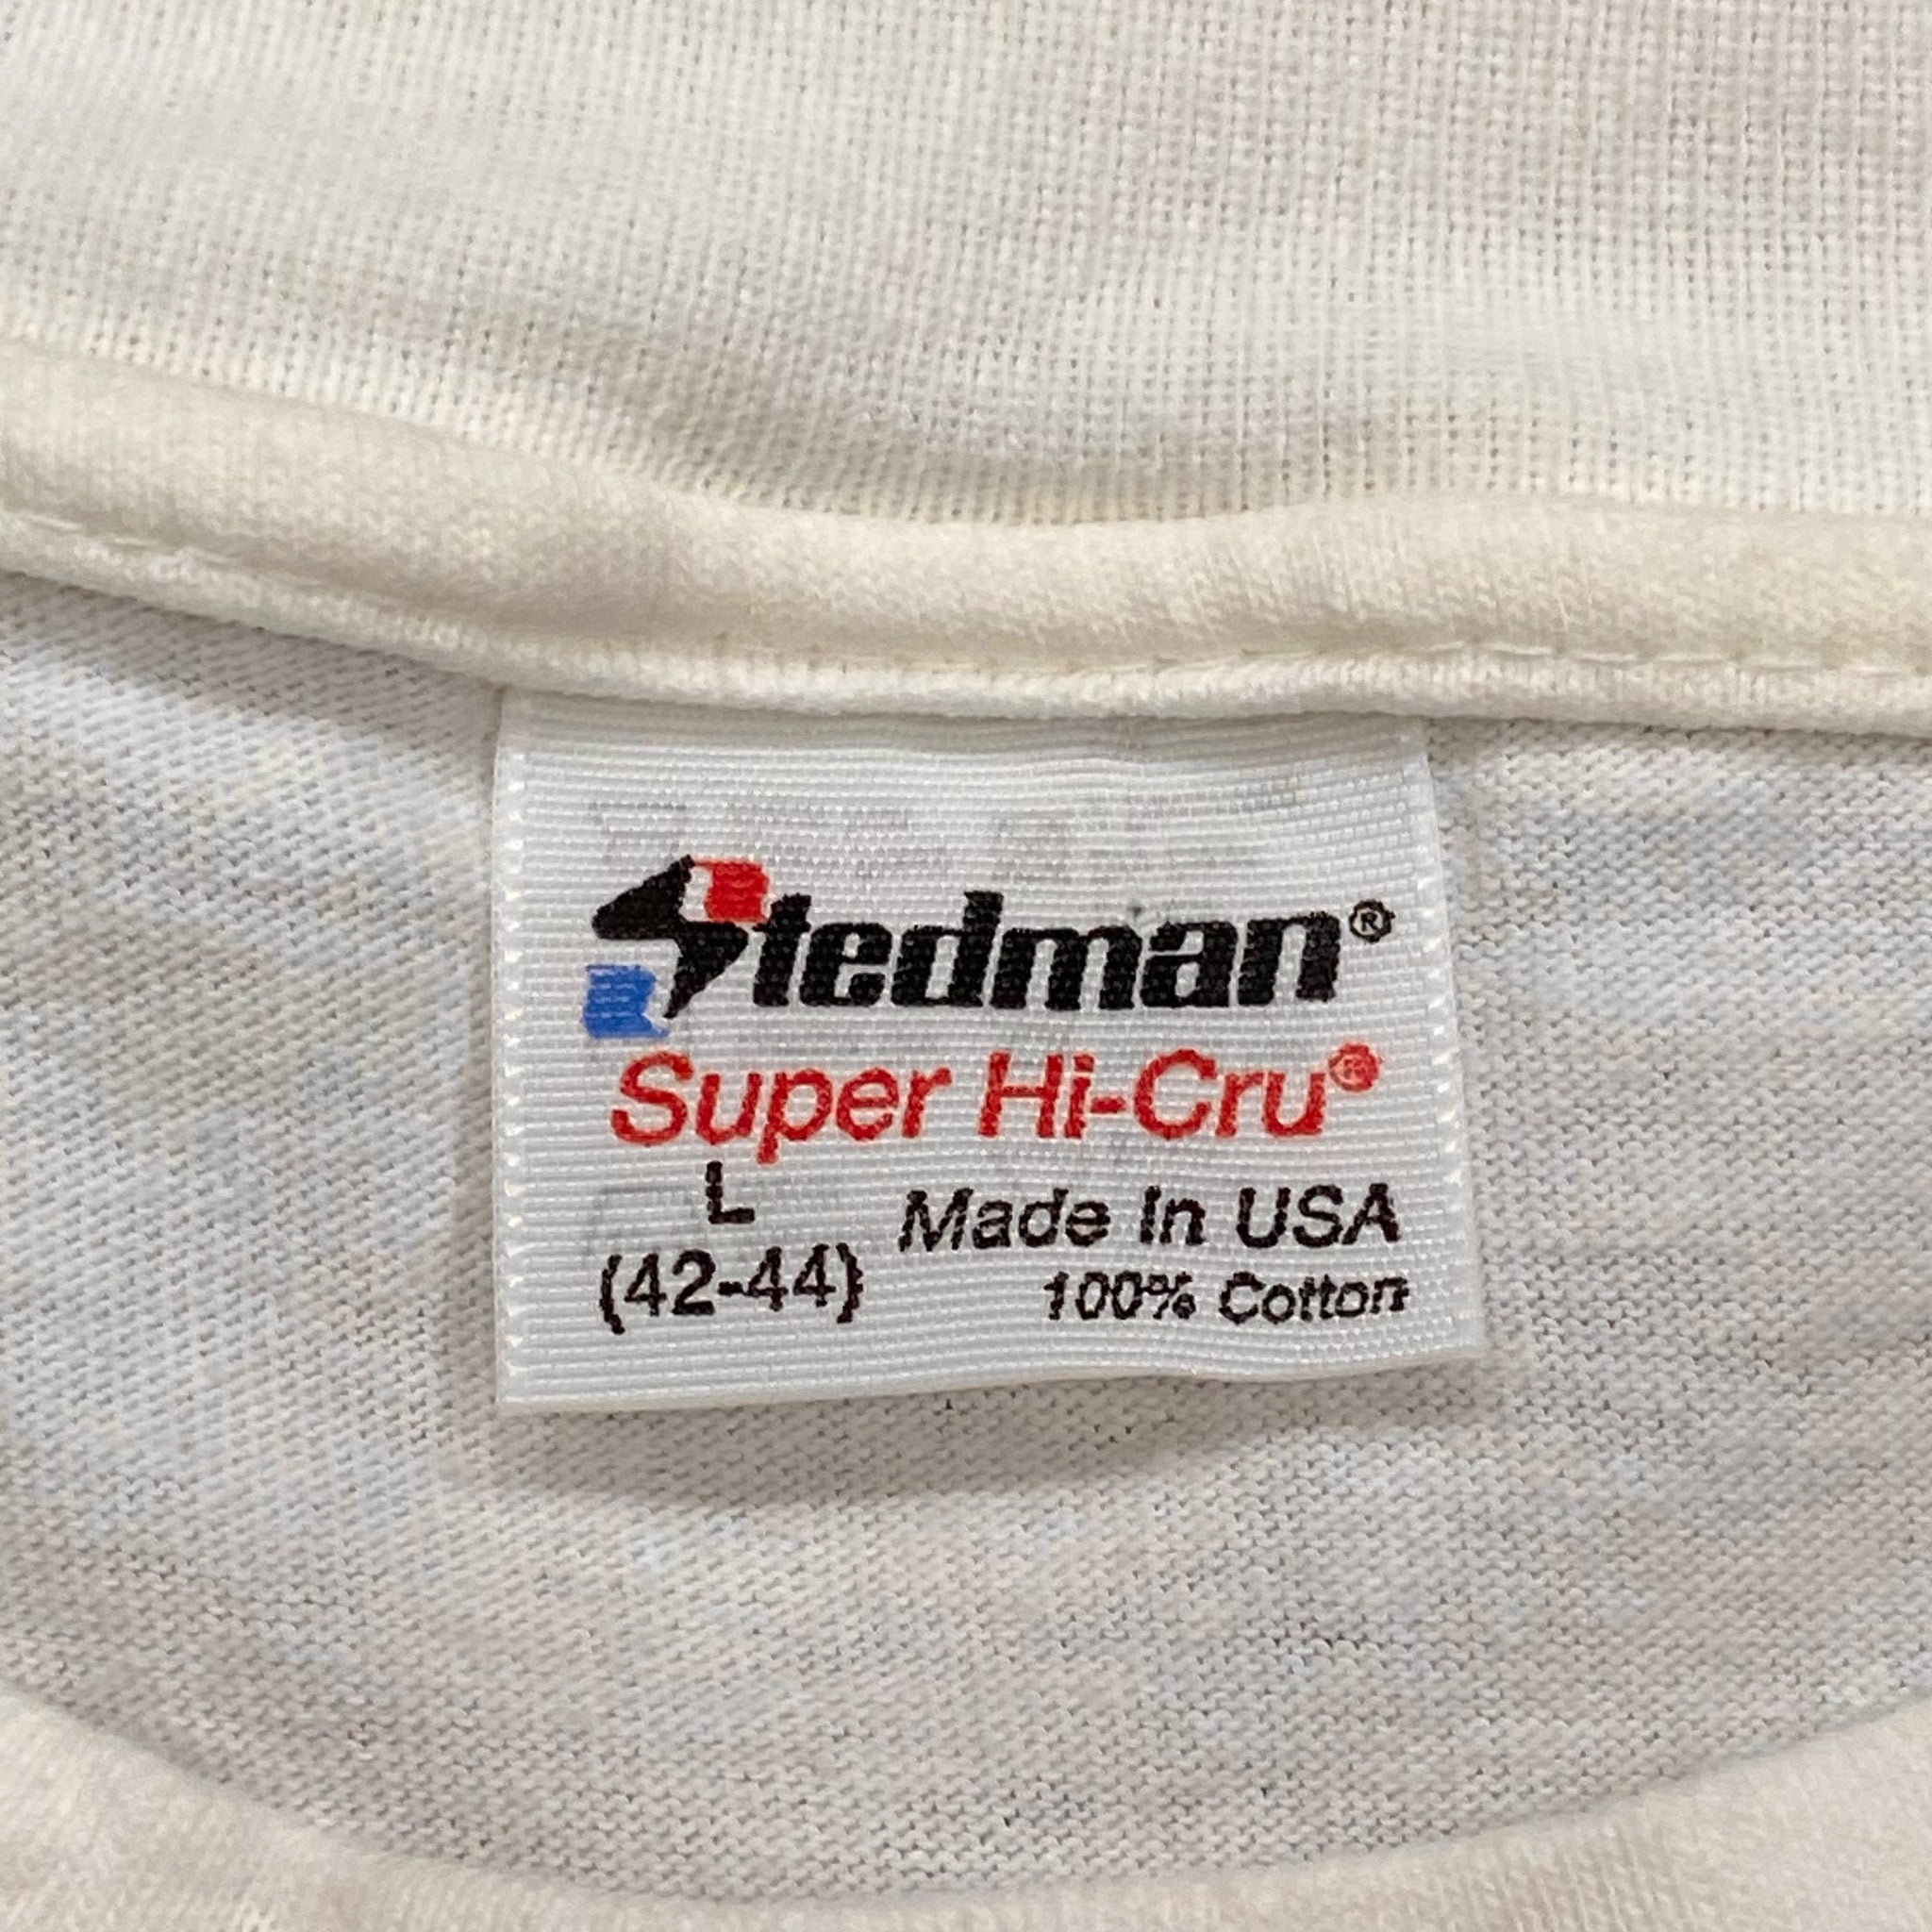 Stedman®
Super Hi-Cru®
L
(42-44)
Made In USA
100% Cotton